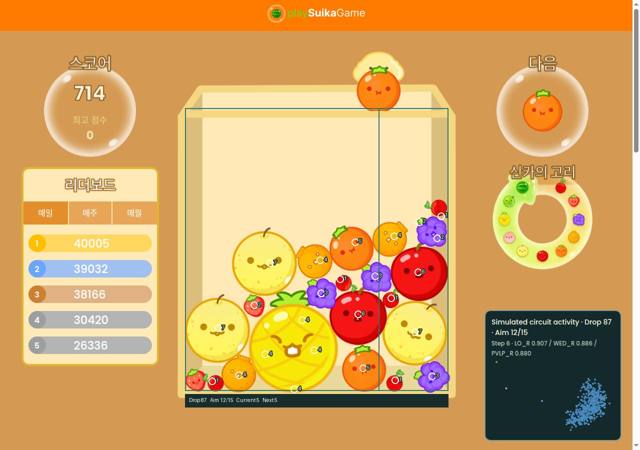 playSuikaGame
스코어
714
최고 점수
0
다음
신카의 고리
리더보드
매일 매주 매월
1 40005
2 39032
3 38166
4 30420
5 26336
Simulated circuit activity · Drop 87
· Aim 12/15
Step 6 · LO_R 0.907 / WED_R 0.886 /
PVLP_R 0.880
Drop87 Aim 12/15 Current5 Next5